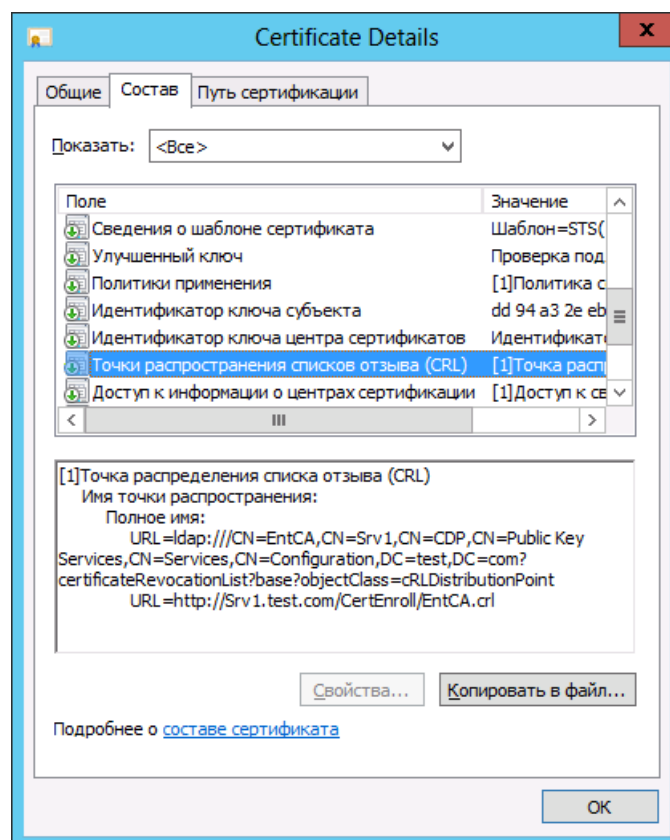 Certificate Details
x
Общие Состав Путь сертификации
Показать: <Все>
Поле Значение
Сведения о шаблоне сертификата Шаблон=STS(
Улучшенный ключ Проверка под
Политики применения [1]Политика с
Идентификатор ключа субъекта dd 94 a3 2e eb
Идентификатор ключа центра сертификатов Идентификат
Точки распространения списков отзыва (CRL) [1]Точка расп
Доступ к информации о центрах сертификации [1]Доступ к св
[1]Точка распределения списка отзыва (CRL)
Имя точки распространения:
Полное имя:
URL=ldap:///CN=EntCA,CN=Srv1,CN=CDP,CN=Public Key
Services,CN=Services,CN=Configuration,DC=test,DC=com?
certificateRevocationList?base?objectClass=cRLDistributionPoint
URL=http://Srv1.test.com/CertEnroll/EntCA.crl
Свойства... Копировать в файл...
Подробнее о составе сертификата
ОК